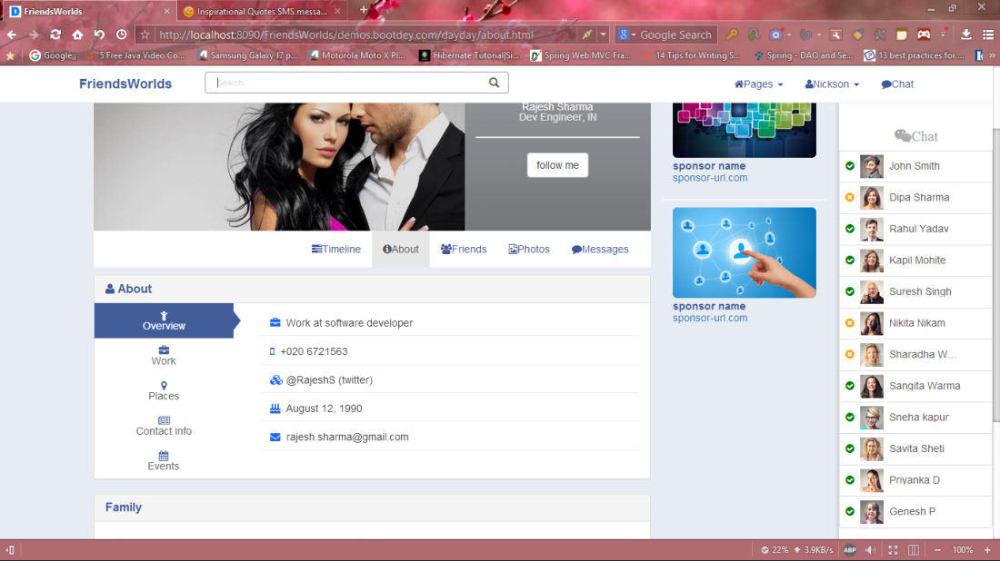 FriendsWorlds
Inspirational Quotes SMS messa...
http://localhost:8090/FriendsWorlds/demos.bootdey.com/dayday/about.html
Google Search
Google¡¡
5 Free Java Video Co...
Samsung Galaxy J7 p...
Motorola Moto X Pl...
Hibernate Tutorial|Si...
Spring Web MVC Fra...
14 Tips for Writing S...
Spring - DAO and Se...
13 best practices for ...
FriendsWorlds
Search...
Pages
Nickson
Chat
Rajesh Sharma
Dev Engineer, IN
follow me
Timeline
About
Friends
Photos
Messages
About
Overview
Work
Places
Contact info
Events
Work at software developer
+020 6721563
@RajeshS (twitter)
August 12, 1990
rajesh.sharma@gmail.com
Family
sponsor name
sponsor-url.com
sponsor name
sponsor-url.com
Chat
John Smith
Dipa Sharma
Rahul Yadav
Kapil Mohite
Suresh Singh
Nikita Nikam
Sharadha W...
Sangita Warma
Sneha kapur
Savita Sheti
Priyanka D
Genesh P
22%
3.9KB/s
ABP
100%